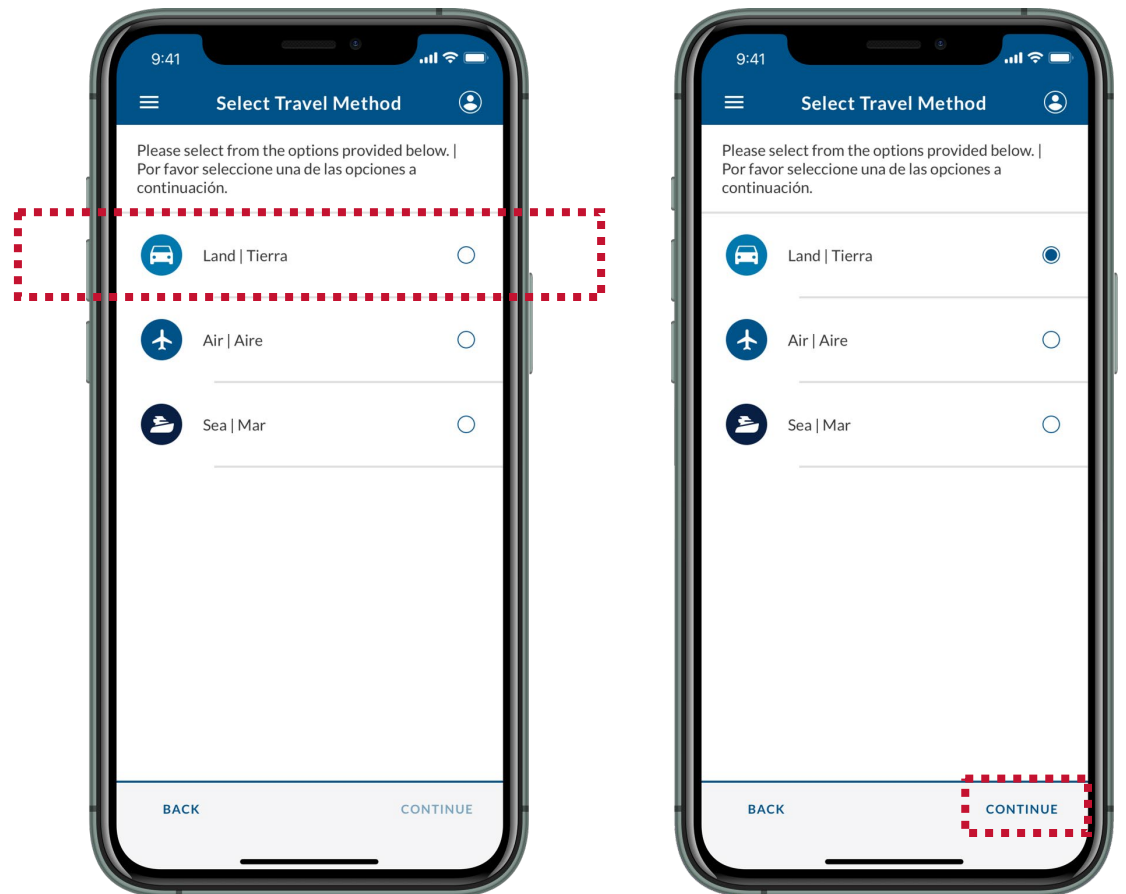 9:41
Select Travel Method
Please select from the options provided below. |
Por favor seleccione una de las opciones a
continuación.
Land | Tierra
Air | Aire
Sea | Mar
BACK CONTINUE
9:41
Select Travel Method
Please select from the options provided below. |
Por favor seleccione una de las opciones a
continuación.
Land | Tierra
Air | Aire
Sea | Mar
BACK CONTINUE